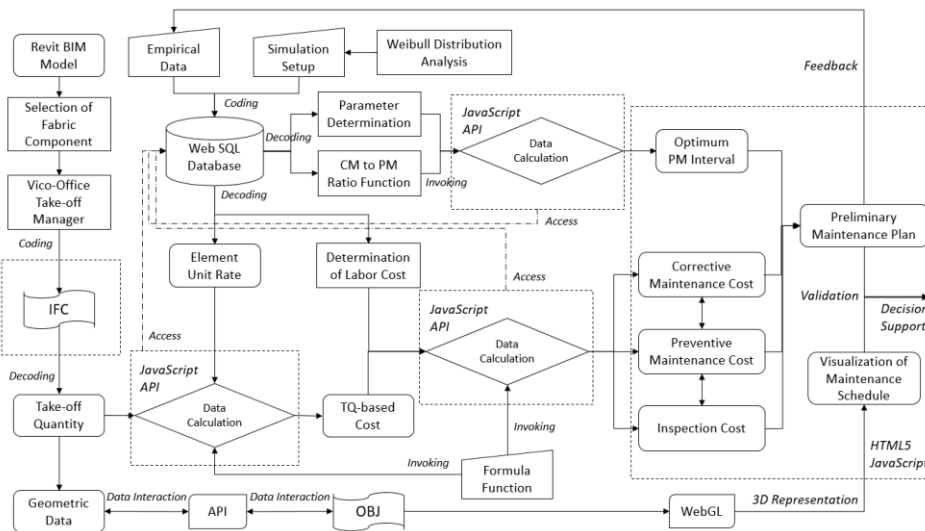 Revit BIM
Model
Selection of
Fabric
Component
Vico-Office
Take-off
Manager
Coding
IFC
Decoding
Take-off
Quantity
Geometric
Data
Empirical
Data
Simulation
Setup
Weibull Distribution
Analysis
Coding
Web SQL
Database
Decoding
Parameter
Determination
CM to PM
Ratio Function
Invoking
JavaScript
API
Data
Calculation
Access
Optimum
PM Interval
Decoding
Element
Unit Rate
Determination
of Labor Cost
Access
Access
JavaScript
API
Data
Calculation
TQ-based
Cost
JavaScript
API
Data
Calculation
Invoking
Invoking
Formula
Function
Corrective
Maintenance Cost
Preventive
Maintenance Cost
Inspection Cost
Feedback
Preliminary
Maintenance Plan
Validation
Decision
Support
Visualization of
Maintenance
Schedule
HTML5
JavaScript
Data Interaction
API
Data Interaction
OBJ
WebGL
3D Representation